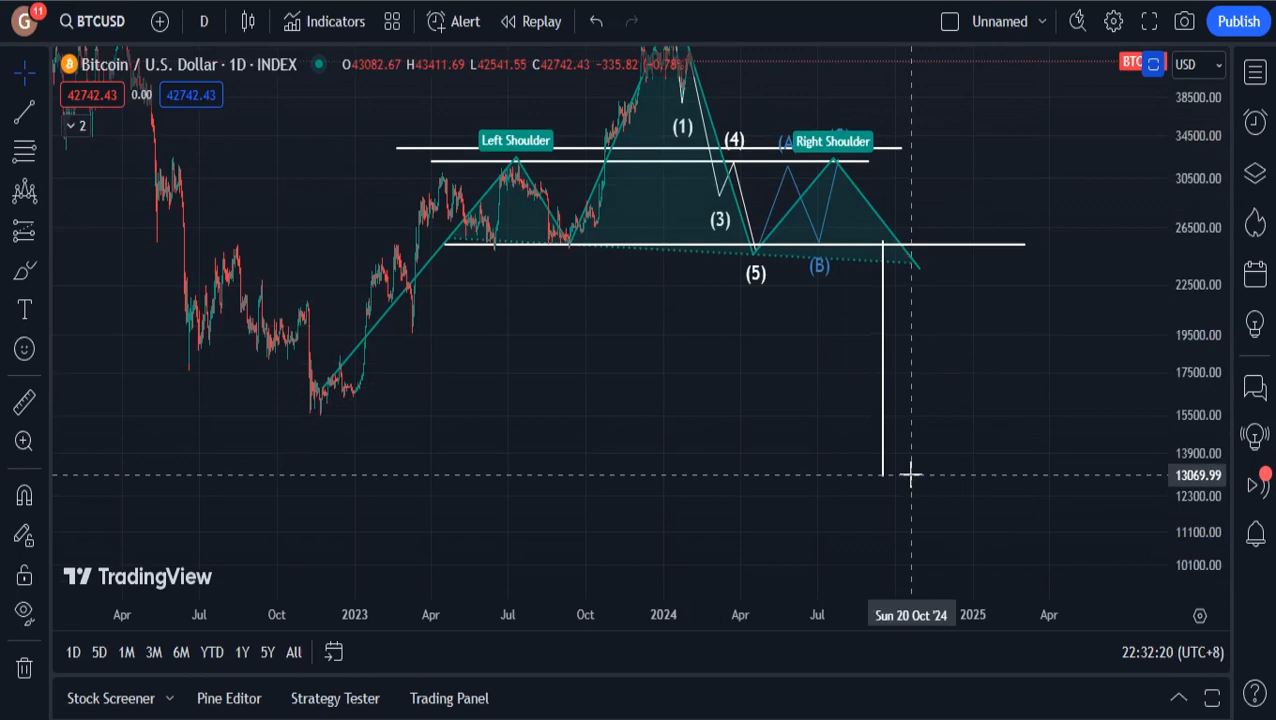 G
11
BTCUSD
D
Indicators
Alert
Replay
Unnamed
Publish
Bitcoin / U.S. Dollar · 1D · INDEX
O43082.67 H43411.69 L42541.55 C42742.43 −335.82 (−0.78%)
BTC
USD
42742.43
0.00
42742.43
2
38500.00
34500.00
30500.00
26500.00
22500.00
19500.00
17500.00
15500.00
13900.00
13069.99
12300.00
11100.00
10100.00
Left Shoulder
Right Shoulder
(1)
(4)
(3)
(5)
(B)
TradingView
Apr
Jul
Oct
2023
Apr
Jul
Oct
2024
Apr
Jul
Sun 20 Oct '24
2025
Apr
1D 5D 1M 3M 6M YTD 1Y 5Y All
22:32:20 (UTC+8)
Stock Screener
Pine Editor
Strategy Tester
Trading Panel